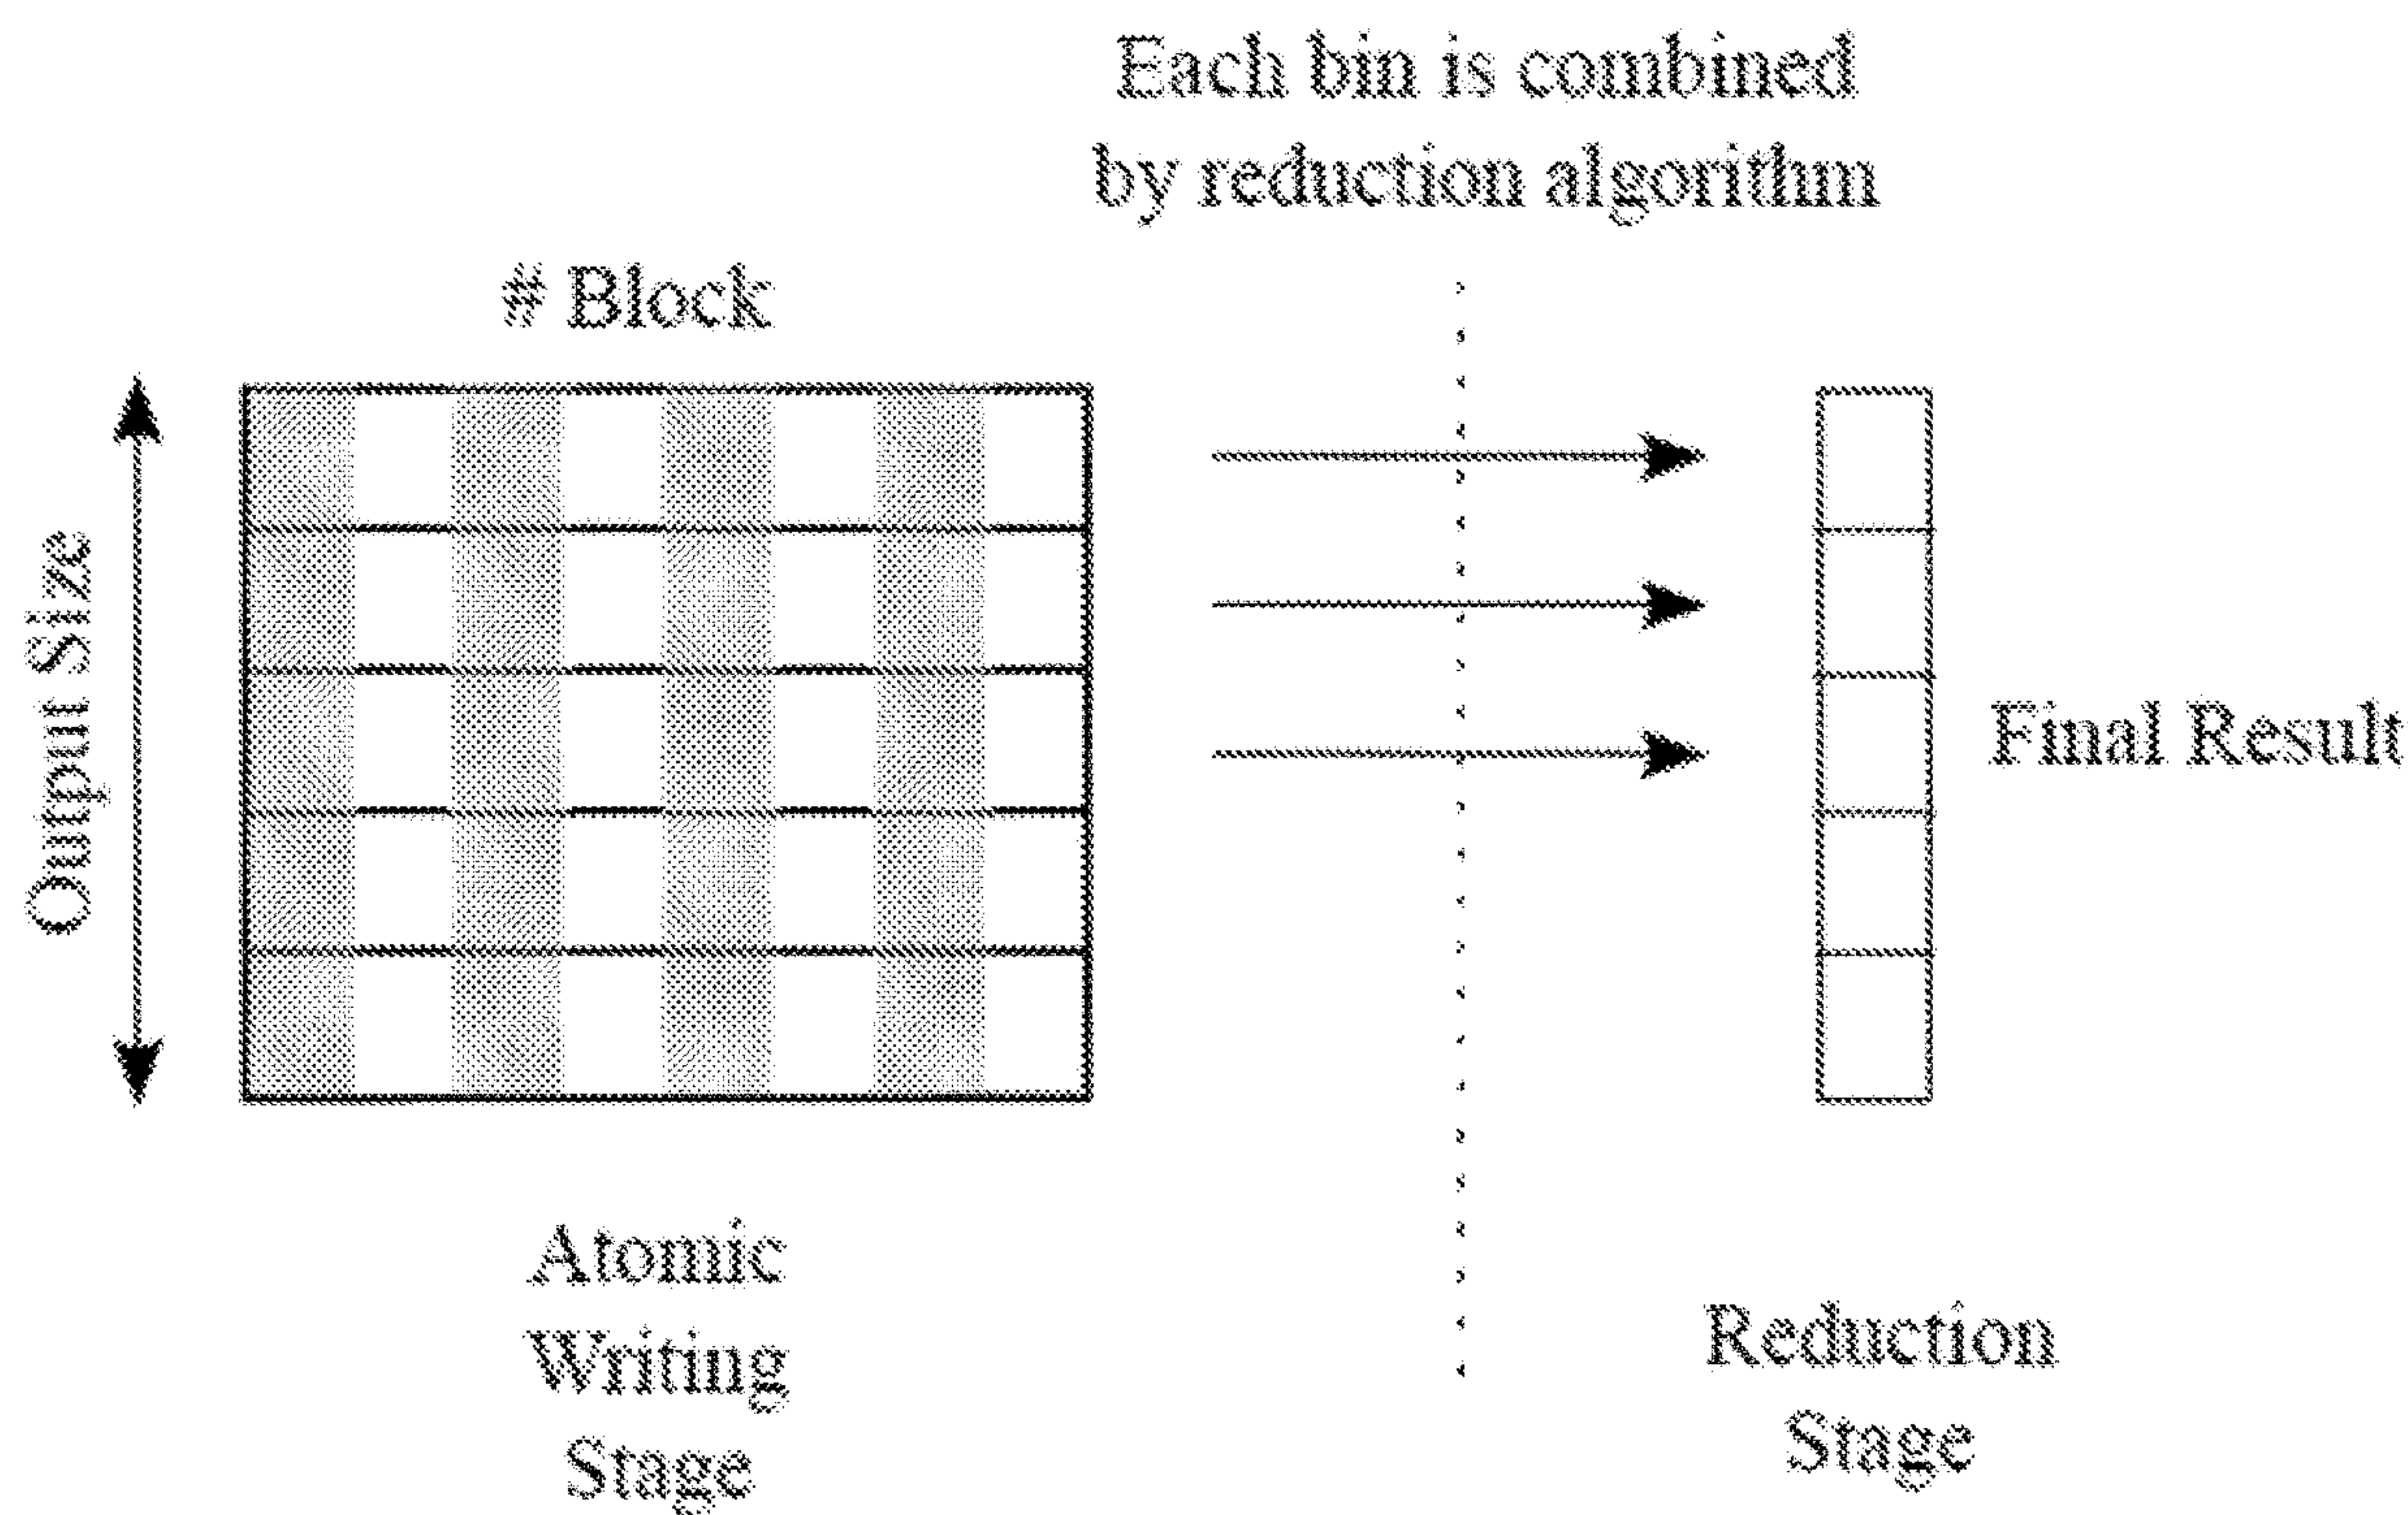 Each bin is combined
by reduction algorithm
# Block
Output Size
Final Result
Atomic
Writing
Stage
Reduction
Stage